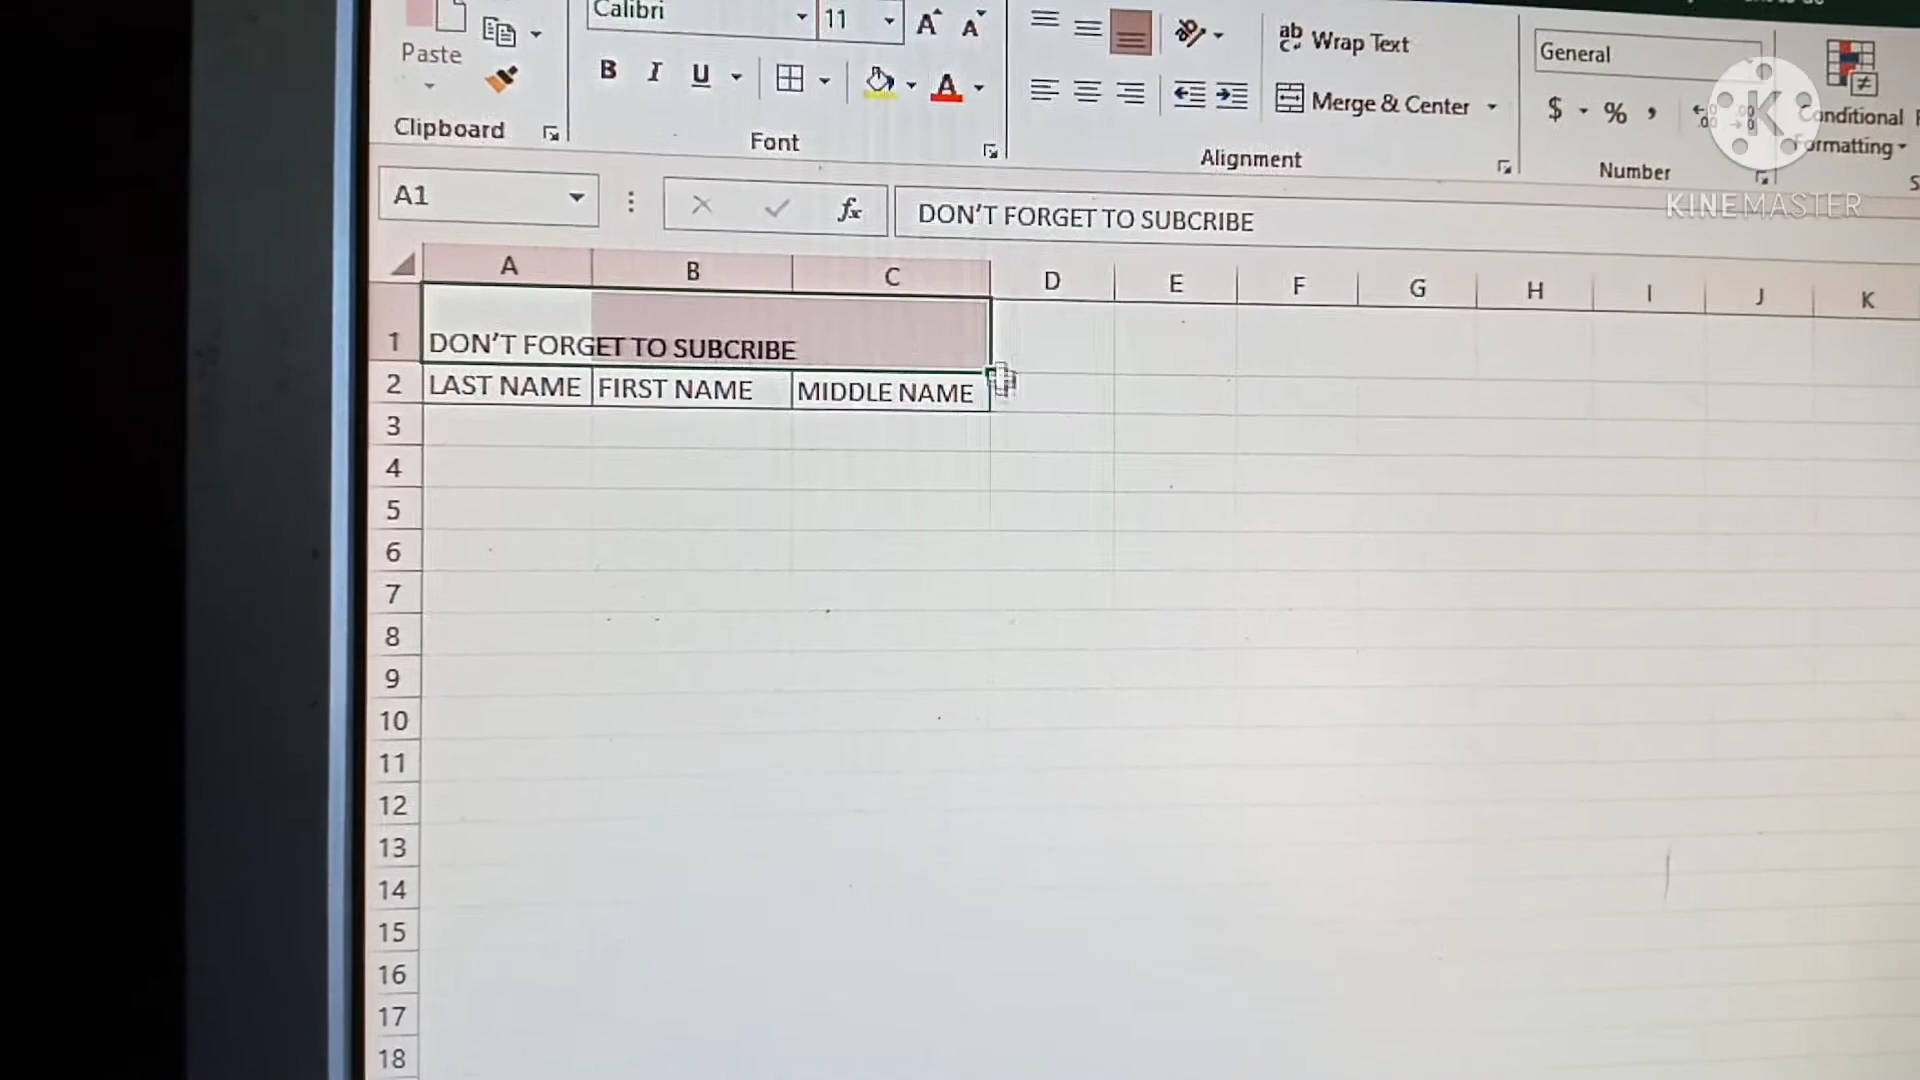 Calibri
11
Paste
B I U
ab Wrap Text
Merge & Center
General
$ % ,
Conditional
Formatting
Clipboard
Font
Alignment
Number
KINEMASTER
A1
fx
DON'T FORGET TO SUBCRIBE
A B C D E F G H I J K
1 DON'T FORGET TO SUBCRIBE
2 LAST NAME FIRST NAME MIDDLE NAME
3
4
5
6
7
8
9
10
11
12
13
14
15
16
17
18